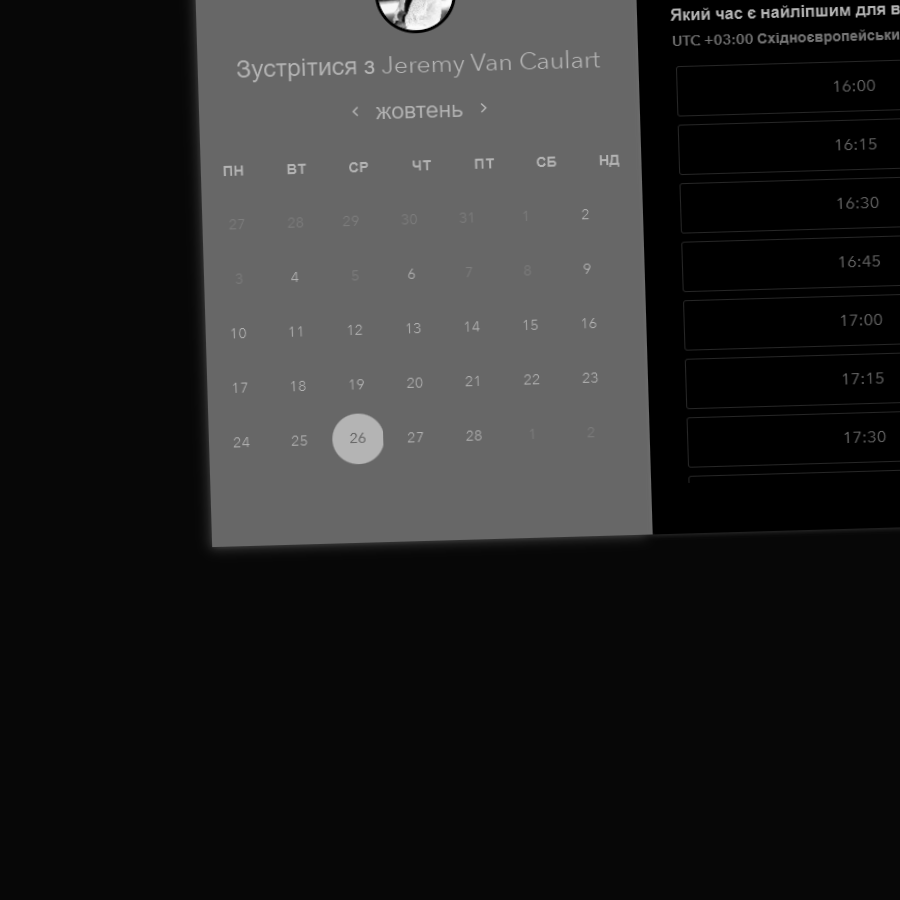 Зустрітися з Jeremy Van Caulart
жовтень
ПН ВТ СР ЧТ ПТ СБ НД
27 28 29 30 31 1 2
3 4 5 6 7 8 9
10 11 12 13 14 15 16
17 18 19 20 21 22 23
24 25 26 27 28 1 2
Який час є найліпшим для в
UTC +03:00 Східноєвропейськи
16:00
16:15
16:30
16:45
17:00
17:15
17:30